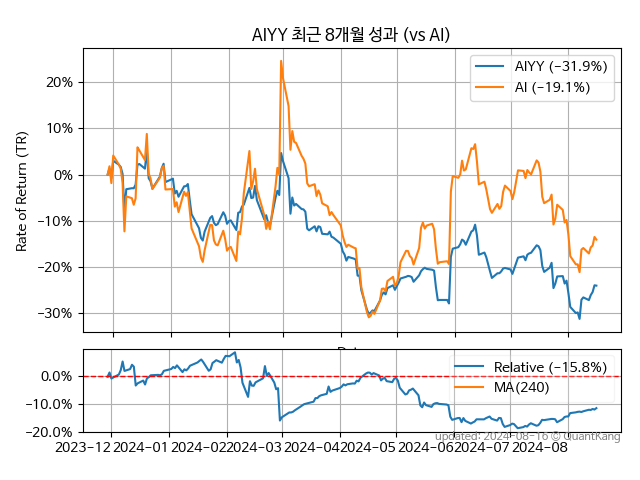 AIYY 최근 8개월 성과 (vs AI)
AIYY (−31.9%)
AI (−19.1%)
Rate of Return (TR)
20%
10%
0%
−10%
−20%
−30%
Relative (−15.8%)
MA(240)
0.0%
−10.0%
−20.0%
updated: 2024-08-16 © QuantKang
2023−12 2024−01 2024−02 2024−03 2024−04 2024−05 2024−06 2024−07 2024−08